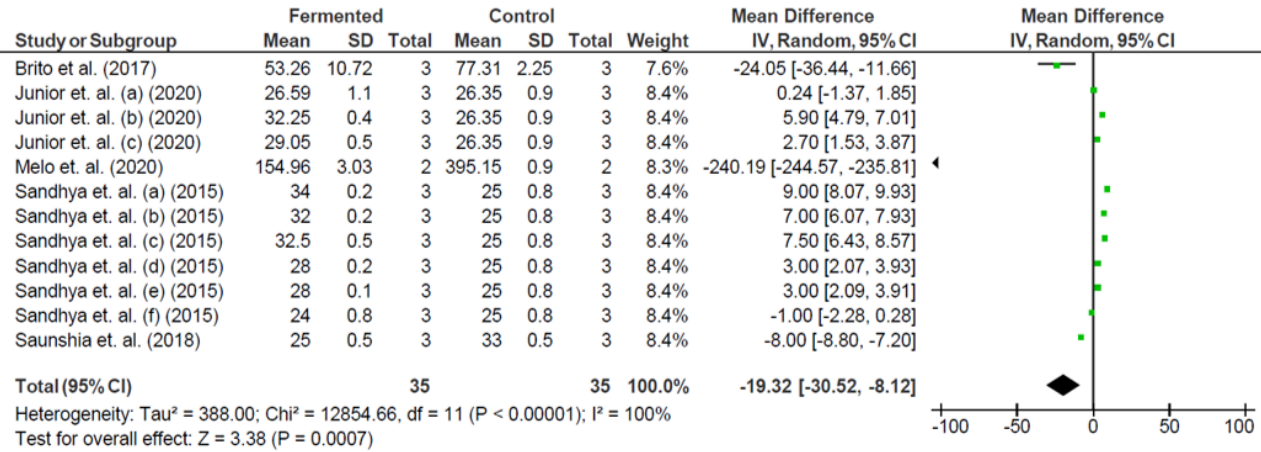 Fermented Control Mean Difference Mean Difference
Study or Subgroup Mean SD Total Mean SD Total Weight IV, Random, 95% CI IV, Random, 95% CI
Brito et al. (2017) 53.26 10.72 3 77.31 2.25 3 7.6% -24.05 [-36.44, -11.66]
Junior et. al. (a) (2020) 26.59 1.1 3 26.35 0.9 3 8.4% 0.24 [-1.37, 1.85]
Junior et. al. (b) (2020) 32.25 0.4 3 26.35 0.9 3 8.4% 5.90 [4.79, 7.01]
Junior et. al. (c) (2020) 29.05 0.5 3 26.35 0.9 3 8.4% 2.70 [1.53, 3.87]
Melo et. al. (2020) 154.96 3.03 2 395.15 0.9 2 8.3% -240.19 [-244.57, -235.81]
Sandhya et. al. (a) (2015) 34 0.2 3 25 0.8 3 8.4% 9.00 [8.07, 9.93]
Sandhya et. al. (b) (2015) 32 0.2 3 25 0.8 3 8.4% 7.00 [6.07, 7.93]
Sandhya et. al. (c) (2015) 32.5 0.5 3 25 0.8 3 8.4% 7.50 [6.43, 8.57]
Sandhya et. al. (d) (2015) 28 0.2 3 25 0.8 3 8.4% 3.00 [2.07, 3.93]
Sandhya et. al. (e) (2015) 28 0.1 3 25 0.8 3 8.4% 3.00 [2.09, 3.91]
Sandhya et. al. (f) (2015) 24 0.8 3 25 0.8 3 8.4% -1.00 [-2.28, 0.28]
Saunshia et. al. (2018) 25 0.5 3 33 0.5 3 8.4% -8.00 [-8.80, -7.20]
Total (95% CI) 35 35 100.0% -19.32 [-30.52, -8.12]
Heterogeneity: Tau² = 388.00; Chi² = 12854.66, df = 11 (P < 0.00001); I² = 100%
Test for overall effect: Z = 3.38 (P = 0.0007)
-100 -50 0 50 100